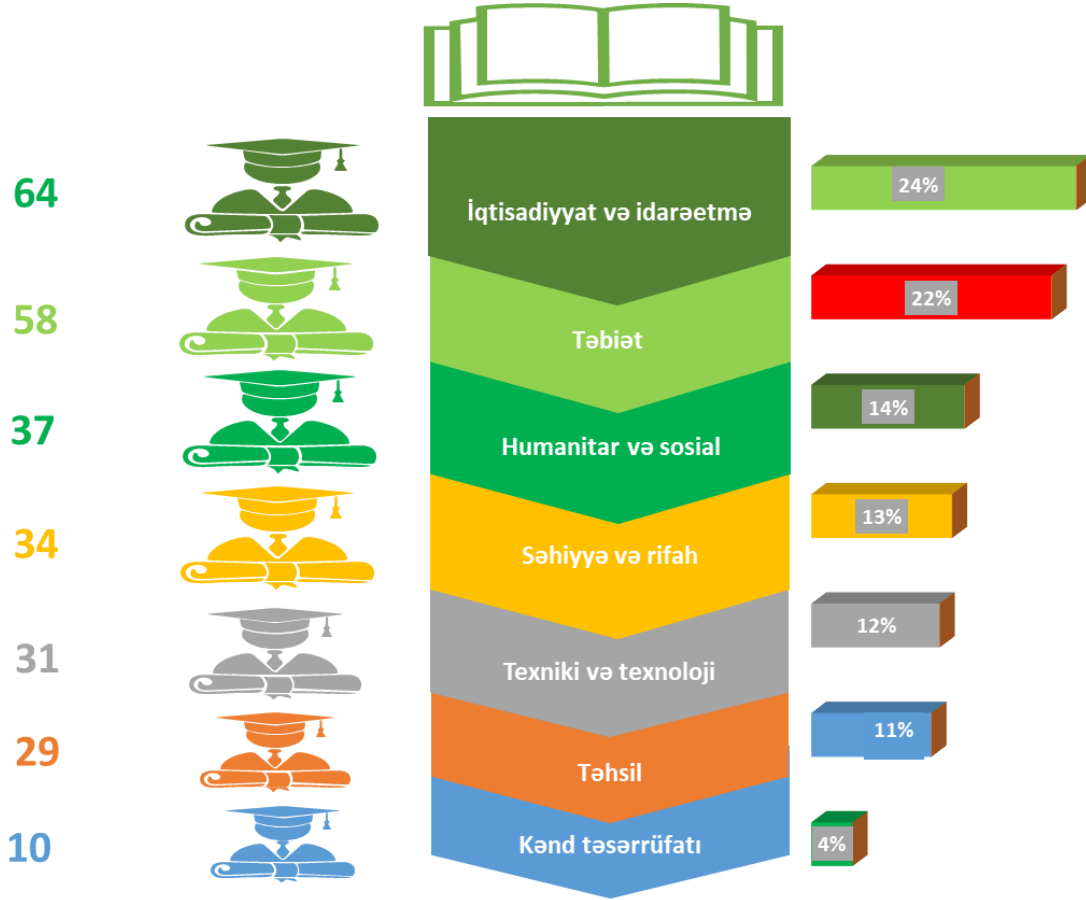 64
İqtisadiyyat və idarəetmə
24%
58
Təbiət
22%
37
Humanitar və sosial
14%
34
Səhiyyə və rifah
13%
31
Texniki və texnoloji
12%
29
Təhsil
11%
10
Kənd təsərrüfatı
4%